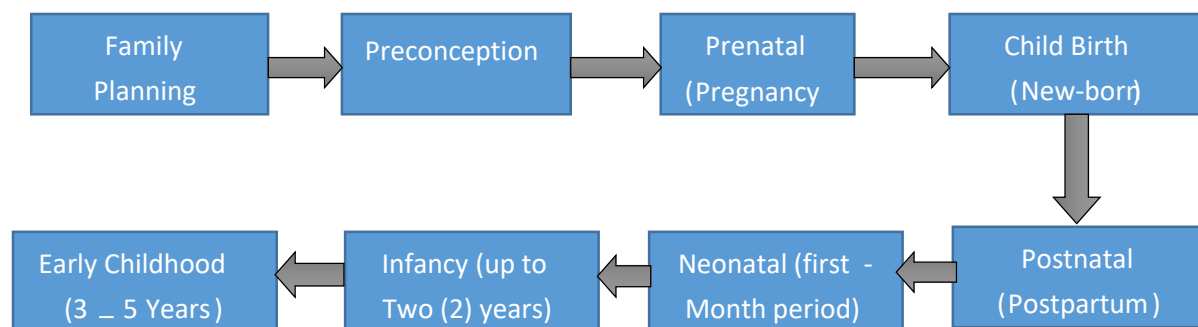 Family
Planning
Preconception
Prenatal
(Pregnancy
Child Birth
(New-born)
Postnatal
(Postpartum)
Neonatal (first -
Month period)
Infancy (up to
Two (2) years)
Early Childhood
(3 – 5 Years)